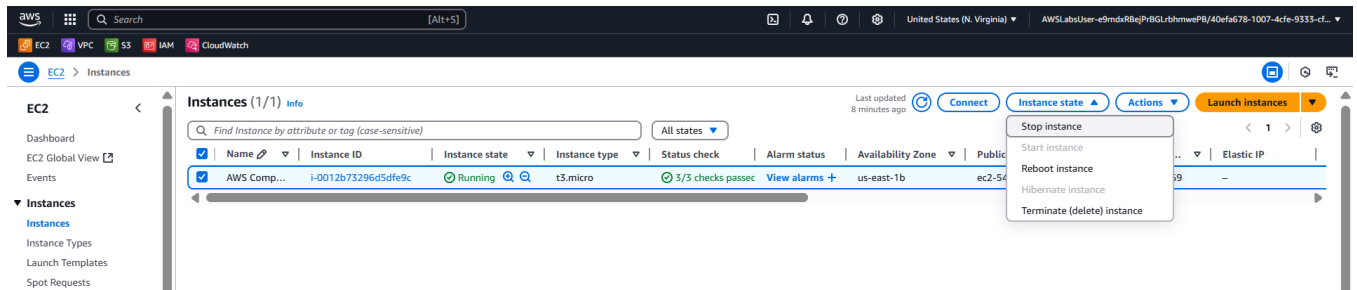 aws
Search [Alt+S]
United States (N. Virginia)
AWSLabsUser-e9mdxRBejPrBGLrbhmwePB/40efa678-1007-4cfe-9333-cf...
EC2 VPC S3 IAM CloudWatch
EC2 > Instances
EC2
Dashboard
EC2 Global View
Events
Instances
Instances
Instance Types
Launch Templates
Spot Requests
Instances (1/1) Info
Last updated
8 minutes ago
Connect Instance state Actions Launch instances
Find Instance by attribute or tag (case-sensitive)
All states
1
Name Instance ID Instance state Instance type Status check Alarm status Availability Zone Public .. Elastic IP
AWS Comp... i-0012b73296d5dfe9c Running t3.micro 3/3 checks passec View alarms + us-east-1b ec2-54 59 –
Stop instance
Start instance
Reboot instance
Hibernate instance
Terminate (delete) instance